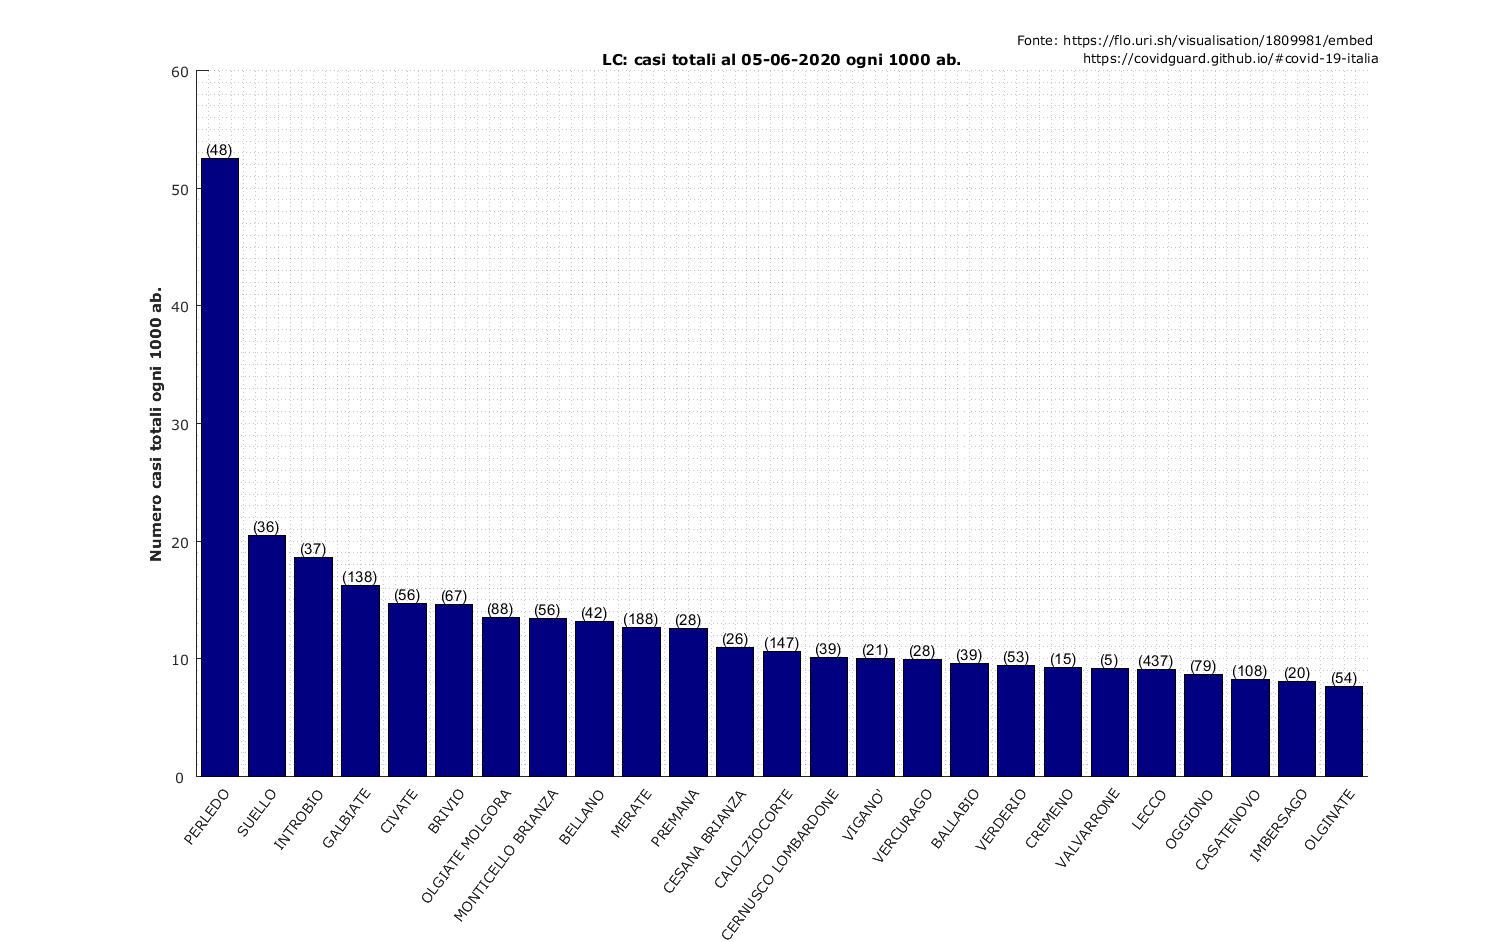 Fonte: https://flo.uri.sh/visualisation/1809981/embed
https://covidguard.github.io/#covid-19-italia
LC: casi totali al 05-06-2020 ogni 1000 ab.
Numero casi totali ogni 1000 ab.
60
50
40
30
20
10
0
(48)
(36)
(37)
(138)
(56)
(67)
(88)
(56)
(42)
(188)
(28)
(26)
(147)
(39)
(21)
(28)
(39)
(53)
(15)
(5)
(437)
(79)
(108)
(20)
(54)
PERLEDO
SUELLO
INTROBIO
GALBIATE
CIVATE
BRIVIO
OLGIATE MOLGORA
MONTICELLO BRIANZA
BELLANO
MERATE
PREMANA
CESANA BRIANZA
CALOLZIOCORTE
CERNUSCO LOMBARDONE
VIGANO'
VERCURAGO
BALLABIO
VERDERIO
CREMENO
VALVARRONE
LECCO
OGGIONO
CASATENOVO
IMBERSAGO
OLGINATE